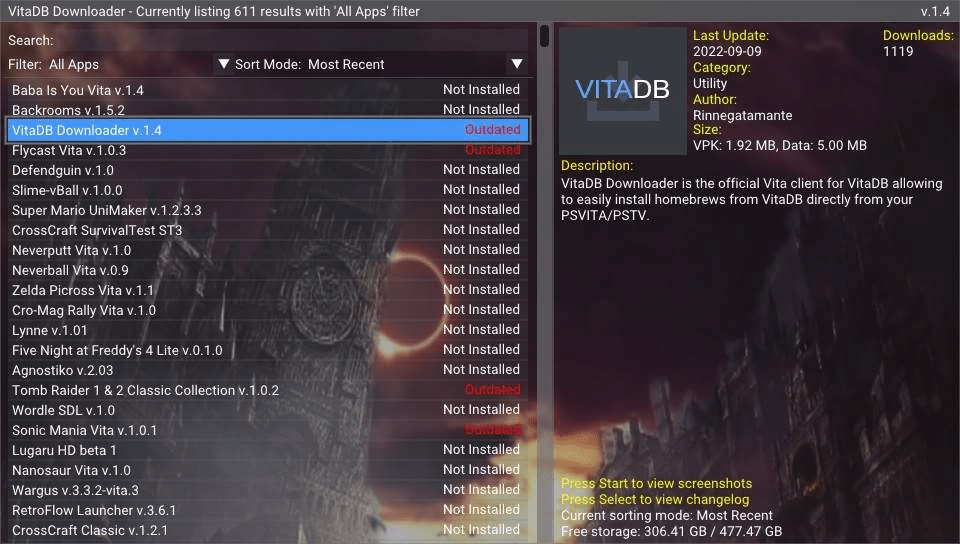 VitaDB Downloader - Currently listing 611 results with 'All Apps' filter v.1.4
Search:
Filter: All Apps Sort Mode: Most Recent
Baba Is You Vita v.1.4 Not Installed
Backrooms v.1.5.2 Not Installed
VitaDB Downloader v.1.4 Outdated
Flycast Vita v.1.0.3 Outdated
Defendguin v.1.0 Not Installed
Slime-vBall v.1.0.0 Not Installed
Super Mario UniMaker v.1.2.3.3 Not Installed
CrossCraft SurvivalTest ST3 Not Installed
Neverputt Vita v.1.0 Not Installed
Neverball Vita v.0.9 Not Installed
Zelda Picross Vita v.1.1 Not Installed
Cro-Mag Rally Vita v.1.0 Not Installed
Lynne v.1.01 Not Installed
Five Night at Freddy's 4 Lite v.0.1.0 Not Installed
Agnostiko v.2.03 Not Installed
Tomb Raider 1 & 2 Classic Collection v.1.0.2 Outdated
Wordle SDL v.1.0 Not Installed
Sonic Mania Vita v.1.0.1 Outdated
Lugaru HD beta 1 Not Installed
Nanosaur Vita v.1.0 Not Installed
Wargus v.3.3.2-vita.3 Not Installed
RetroFlow Launcher v.3.6.1 Not Installed
CrossCraft Classic v.1.2.1 Not Installed
VITADB
Last Update: Downloads:
2022-09-09 1119
Category:
Utility
Author:
Rinnegatamante
Size:
VPK: 1.92 MB, Data: 5.00 MB
Description:
VitaDB Downloader is the official Vita client for VitaDB allowing
to easily install homebrews from VitaDB directly from your
PSVITA/PSTV.
Press Start to view screenshots
Press Select to view changelog
Current sorting mode: Most Recent
Free storage: 306.41 GB / 477.47 GB